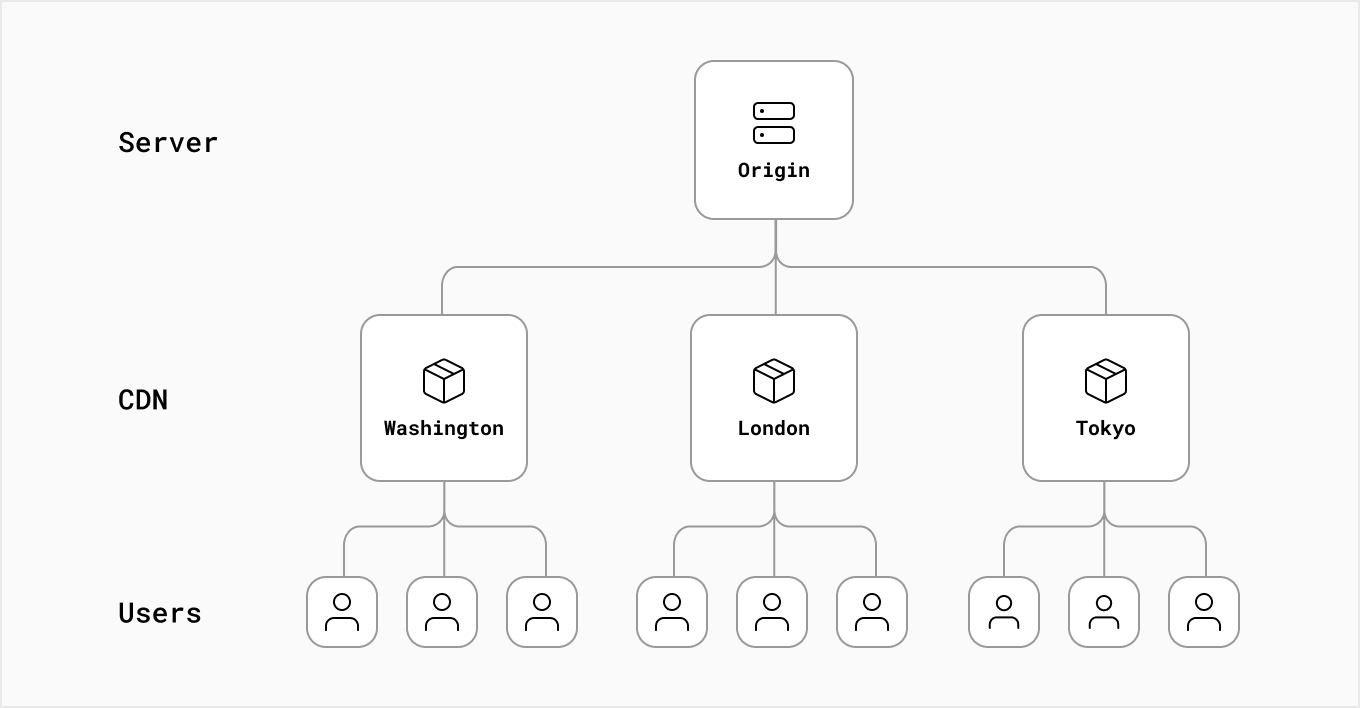 Server
Origin
CDN
Washington
London
Tokyo
Users